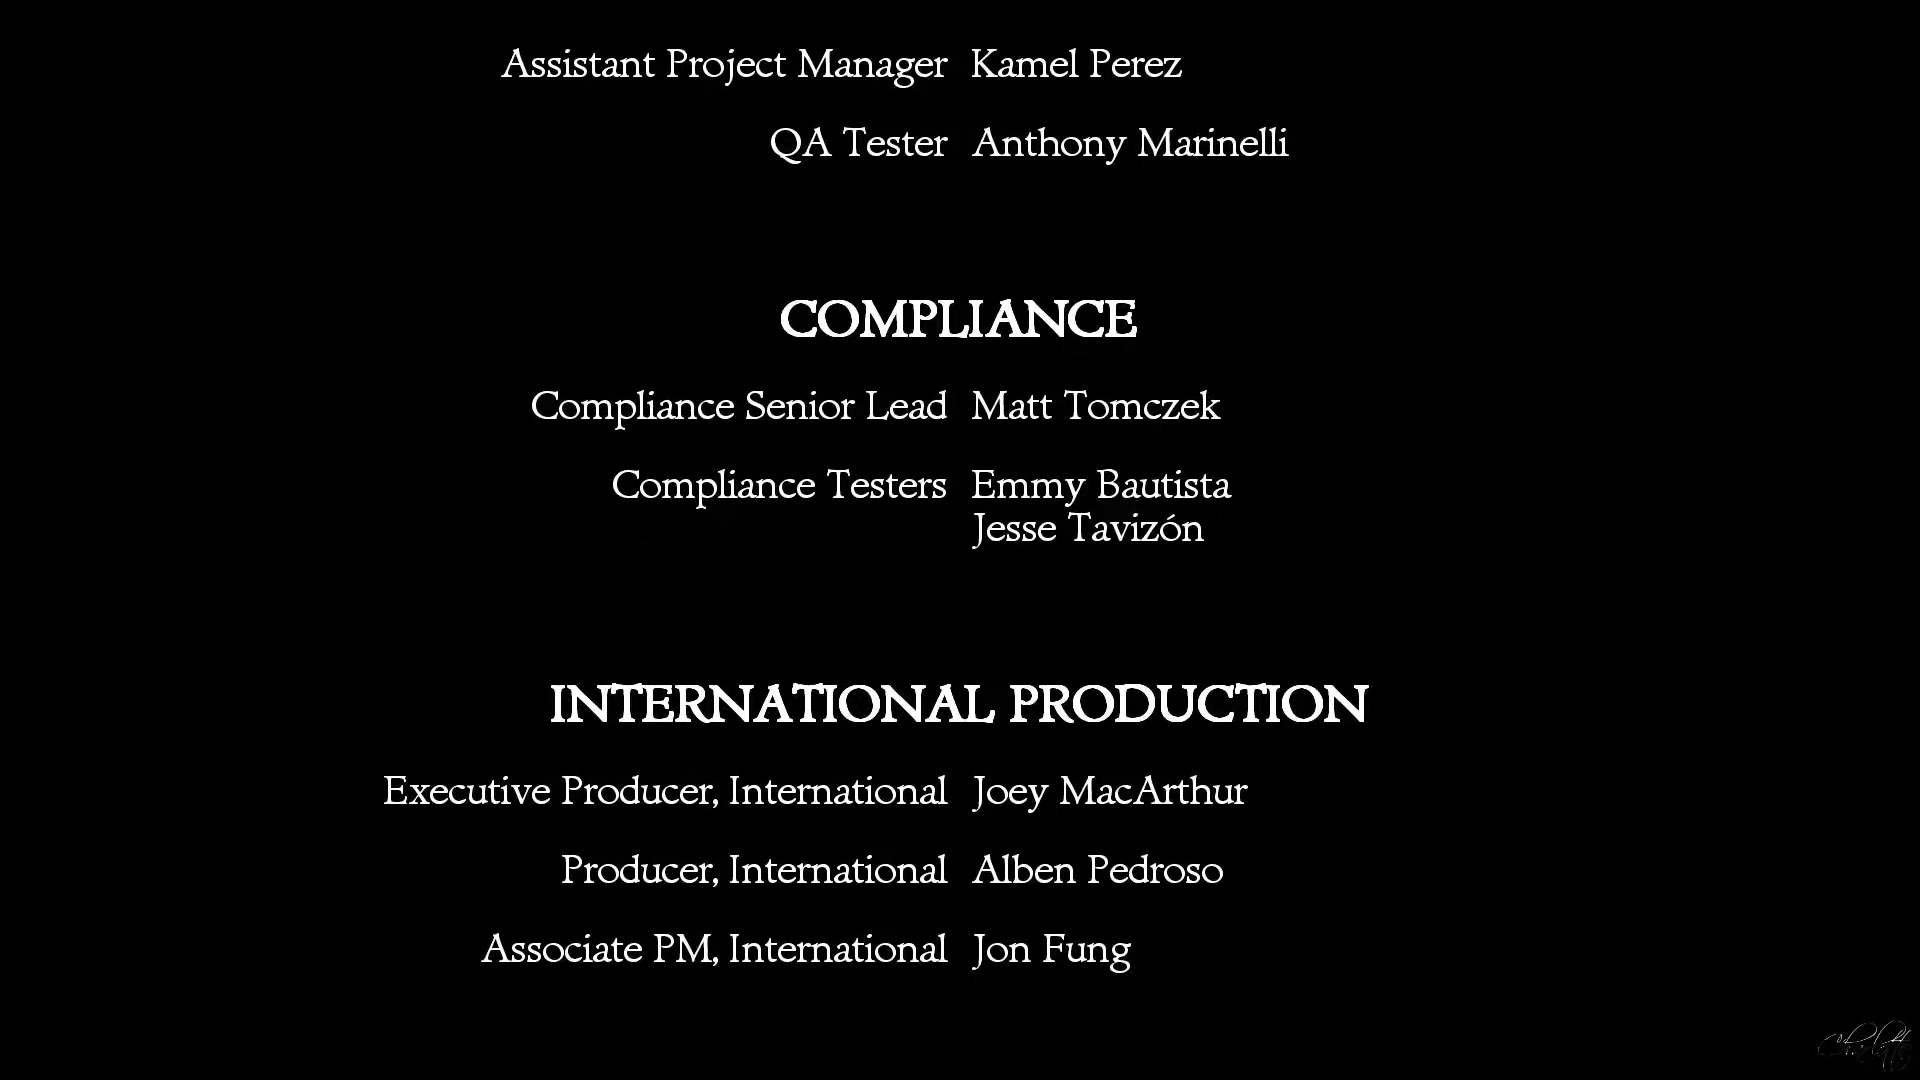 Assistant Project Manager Kamel Perez
QA Tester Anthony Marinelli
COMPLIANCE
Compliance Senior Lead Matt Tomczek
Compliance Testers Emmy Bautista
Jesse Tavizón
INTERNATIONAL PRODUCTION
Executive Producer, International Joey MacArthur
Producer, International Alben Pedroso
Associate PM, International Jon Fung